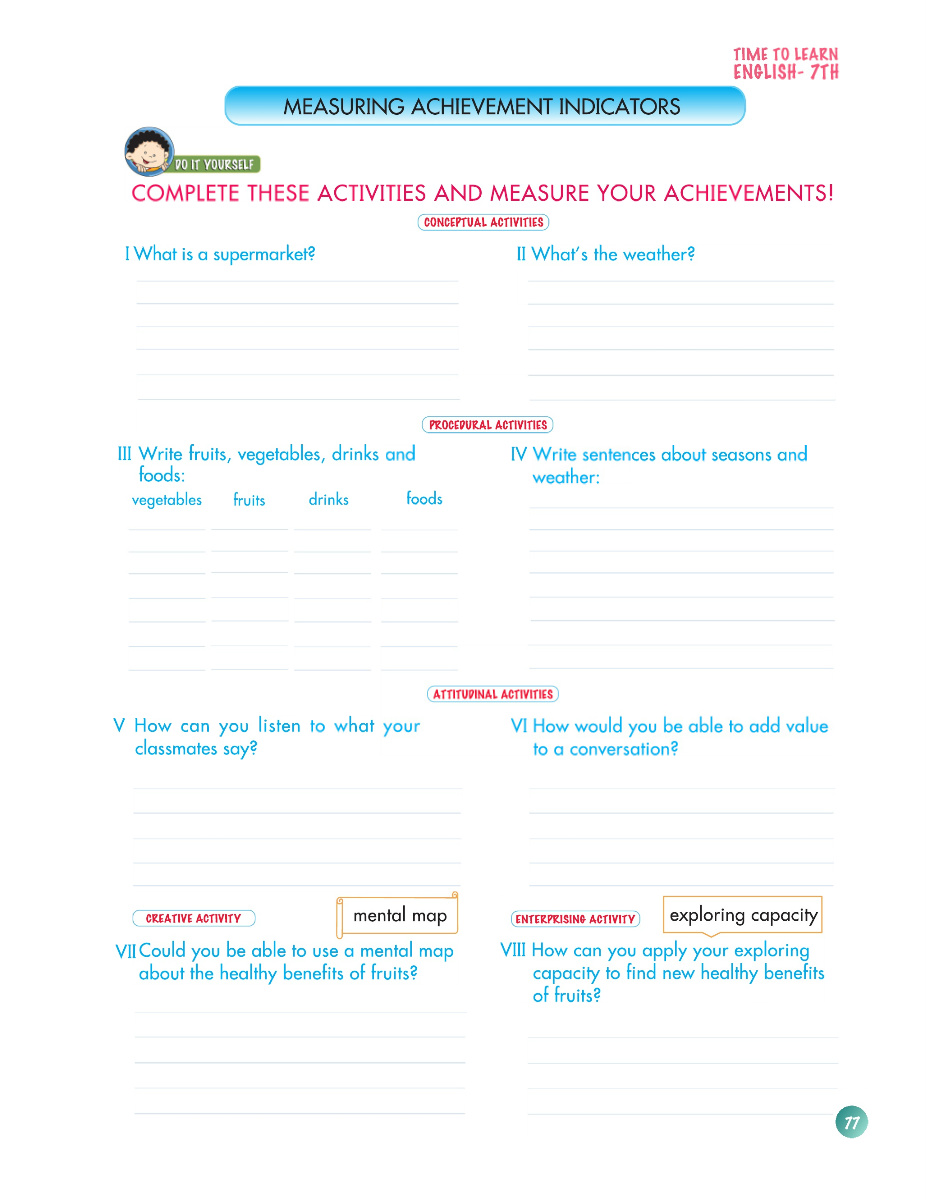 TIME TO LEARN
ENGLISH- 7TH
MEASURING ACHIEVEMENT INDICATORS
DO IT YOURSELF
COMPLETE THESE ACTIVITIES AND MEASURE YOUR ACHIEVEMENTS!
CONCEPTUAL ACTIVITIES
I What is a supermarket?
II What's the weather?
PROCEDURAL ACTIVITIES
III Write fruits, vegetables, drinks and
foods:
vegetables fruits drinks foods
IV Write sentences about seasons and
weather:
ATTITUDINAL ACTIVITIES
V How can you listen to what your
classmates say?
VI How would you be able to add value
to a conversation?
CREATIVE ACTIVITY
mental map
VII Could you be able to use a mental map
about the healthy benefits of fruits?
ENTERPRISING ACTIVITY
exploring capacity
VIII How can you apply your exploring
capacity to find new healthy benefits
of fruits?
77